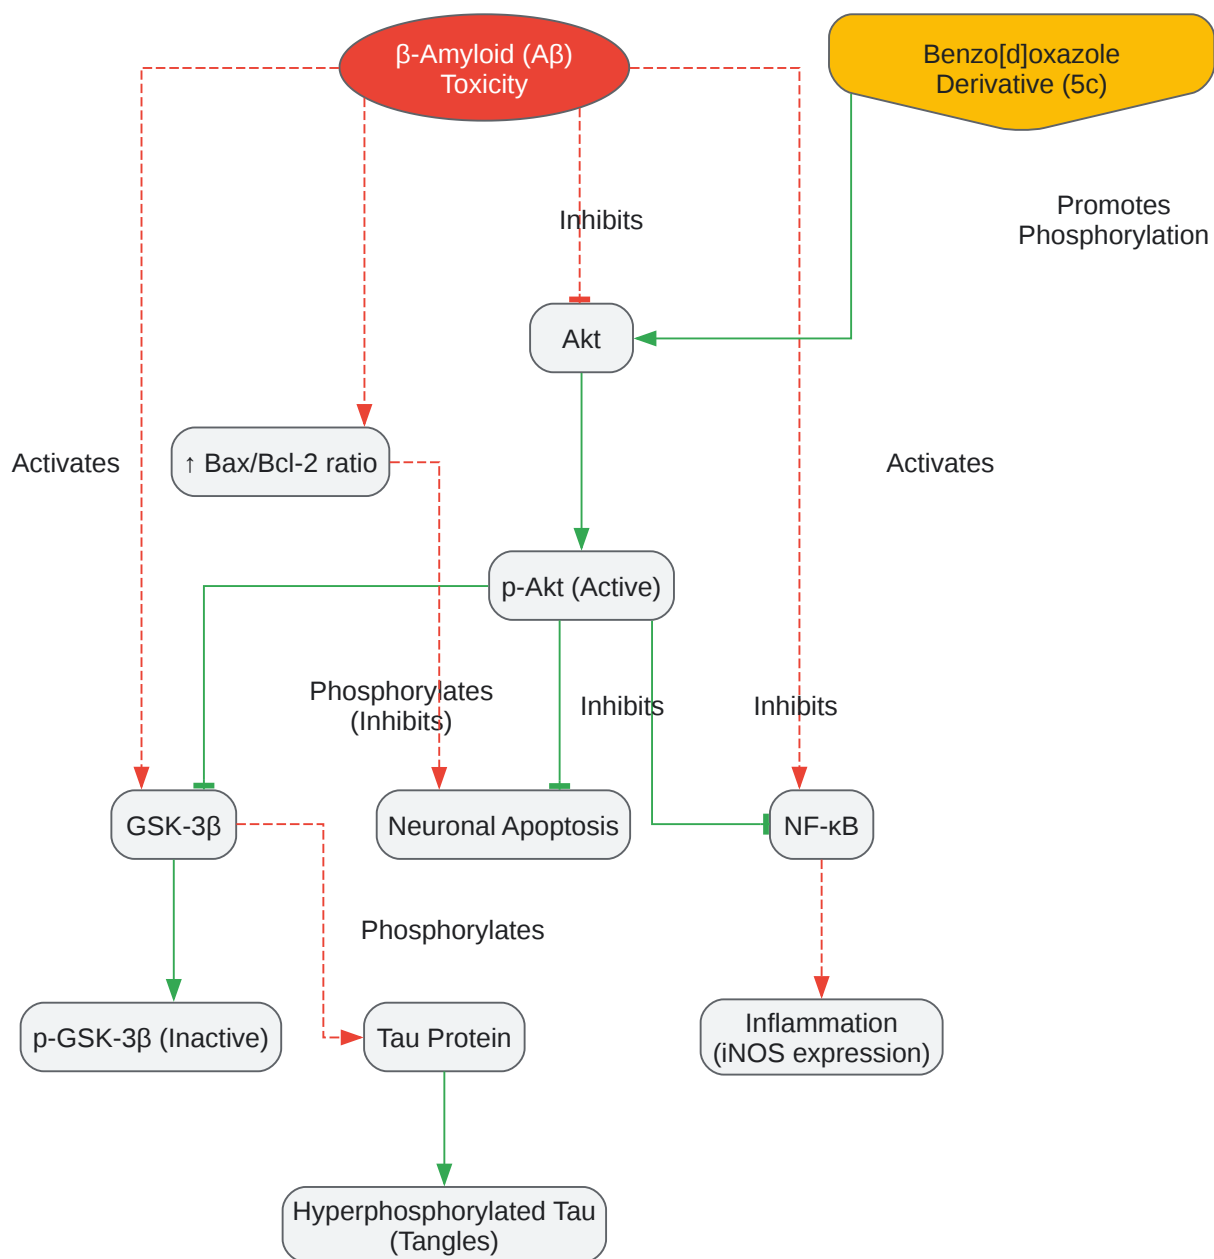 β-Amyloid (Aβ)
Toxicity
Benzo[d]oxazole
Derivative (5c)
Inhibits
Promotes
Phosphorylation
Akt
Activates
↑ Bax/Bcl-2 ratio
Activates
p-Akt (Active)
Phosphorylates
(Inhibits)
Inhibits
Inhibits
GSK-3β
Neuronal Apoptosis
NF-κB
Phosphorylates
p-GSK-3β (Inactive)
Tau Protein
Inflammation
(iNOS expression)
Hyperphosphorylated Tau
(Tangles)